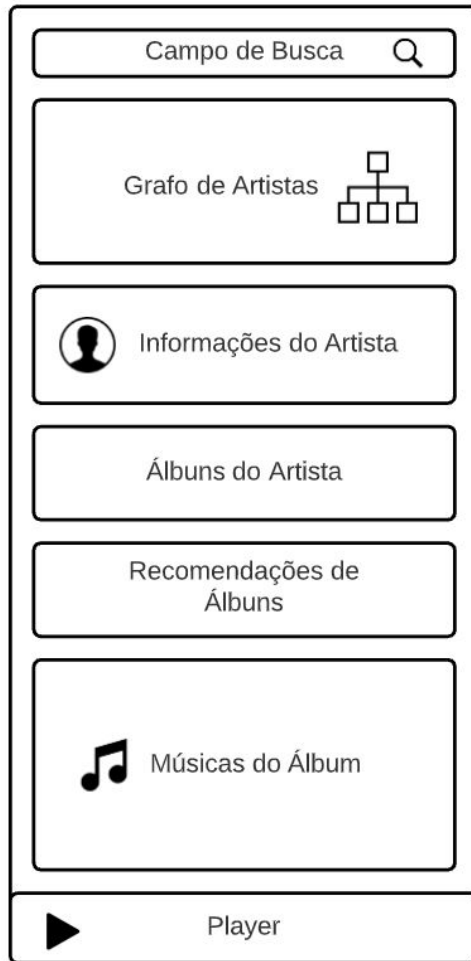 Campo de Busca
Grafo de Artistas
Informações do Artista
Álbuns do Artista
Recomendações de
Álbuns
Músicas do Álbum
Player